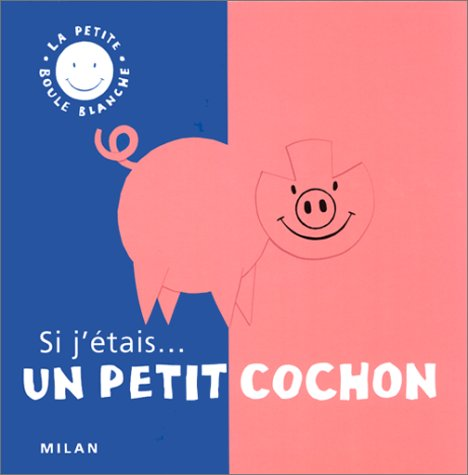 LA PETITE
BOULE BLANCHE
Si j'étais...
UN PETIT COCHON
MILAN